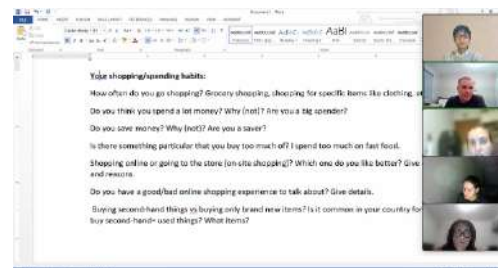 Your shopping/spending habits:
How often do you go shopping? Grocery shopping, shopping for specific items like clothing, et
Do you think you spend a lot money? Why (not)? Are you a big spender?
Do you save money? Why (not)? Are you a saver?
Is there something particular that you buy too much of? I spend too much on fast food.
Shopping online or going to the store (on-site shopping)? Which one do you like better? Give
and reasons.
Do you have a good/bad online shopping experience to talk about? Give details.
Buying second-hand things vs buying only brand new items? Is it common in your country for
buy second-hand= used things? What items?